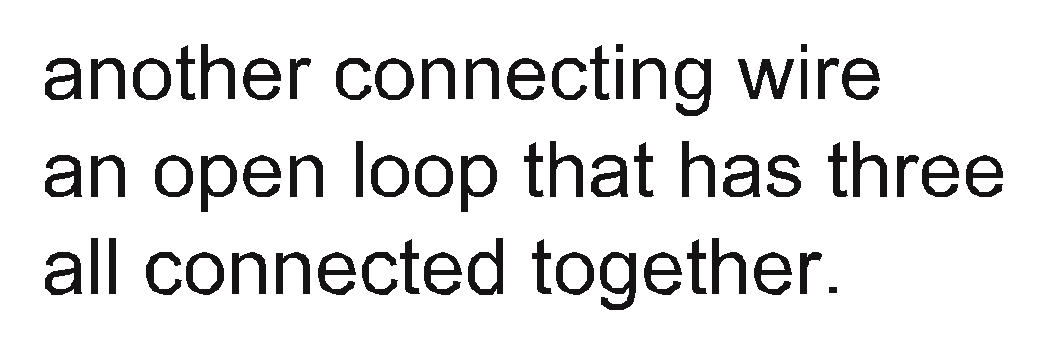 another connecting wire
an open loop that has three
all connected together.